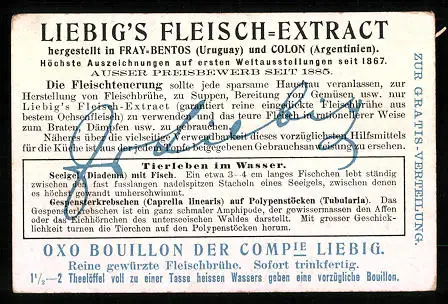 LIEBIG'S FLEISCH=EXTRACT
hergestellt in FRAY=BENTOS (Uruguay) und COLON (Argentinien).
Höchste Auszeichnungen auf ersten Weltausstellungen seit 1867.
AUSSER PREISBEWERB SEIT 1885.
Die Fleischteuerung sollte jede sparsame Hausfrau veranlassen, zur
Herstellung von Fleischbrühe, zu Suppen, Bereitung von Gemüsen usw. nur
Liebig's Fleisch-Extract (garantiert reine eingedickte Fleischbrühe aus
bestem Ochsenfleisch) zu verwenden und das teure Fleisch in rationellerer Weise
zum Braten, Dämpfen usw. zu gebrauchen.
Näheres über die vielseitige Verwendbarkeit dieses vorzüglichen Hilfsmittels
für die Küche ist aus der dem Topfe beigegebenen Gebrauchsanweisung zu ersehen.
Tierleben im Wasser.
Seeigel (Diadema) mit Fisch. Ein etwa 3–4 cm langes Fischchen lebt ständig
zwischen den fast fusslangen nadelspitzen Stacheln eines Seeigels, zwischen denen
es höchst gewandt umherschwimmt.
Gespensterkrebschen (Caprella linearis) auf Polypenstöcken (Tubularia). Das
Gespensterkrebschen ist ein ganz schmaler Amphipode, der gewissermassen den Affen
oder das Eichhörnchen des unterseeischen Waldes darstellt. Mit grosser Geschick-
lichkeit turnen die Tierchen auf den Polypenstöcken herum.
OXO BOUILLON DER COMPIE LIEBIG.
Reine gewürzte Fleischbrühe. Sofort trinkfertig.
1½—2 Theelöffel voll zu einer Tasse heissen Wassers geben eine vorzügliche Bouillon.
ZUR GRATIS-VERTEILUNG.
JvLiebig